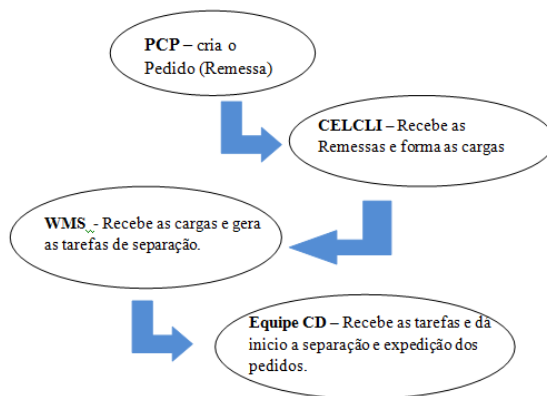 PCP – cria o
Pedido (Remessa)
CELCLI – Recebe as
Remessas e forma as cargas
WMS - Recebe as cargas e gera
as tarefas de separação.
Equipe CD – Recebe as tarefas e dá
inicio a separação e expedição dos
pedidos.